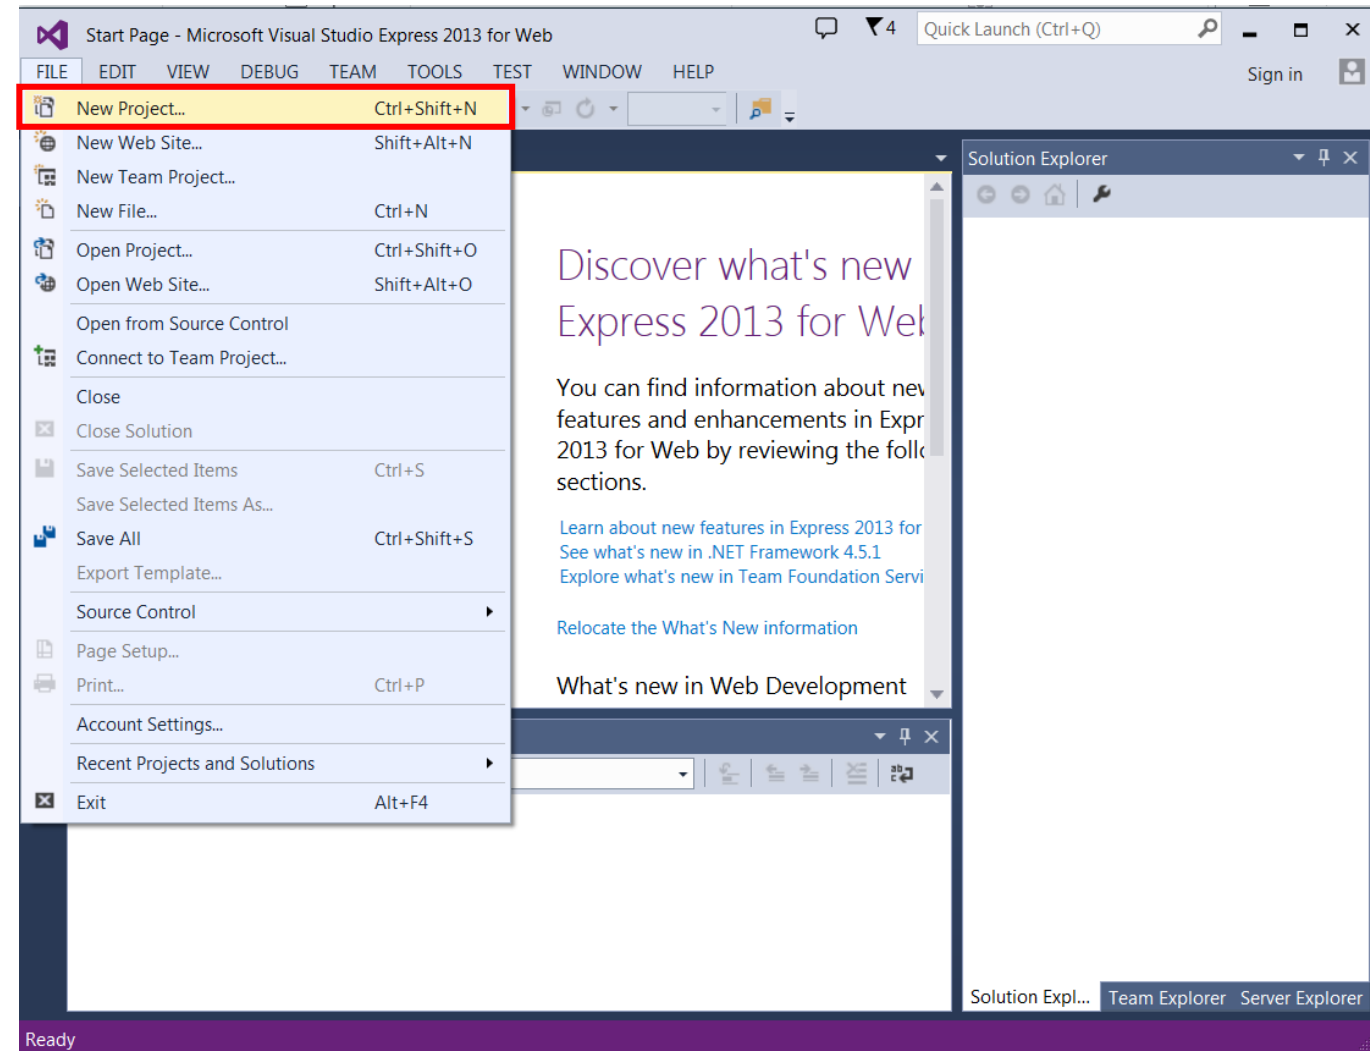 Start Page - Microsoft Visual Studio Express 2013 for Web
4
Quick Launch (Ctrl+Q)
FILE EDIT VIEW DEBUG TEAM TOOLS TEST WINDOW HELP
Sign in
New Project... Ctrl+Shift+N
New Web Site... Shift+Alt+N
New Team Project...
New File... Ctrl+N
Open Project... Ctrl+Shift+O
Open Web Site... Shift+Alt+O
Open from Source Control
Connect to Team Project...
Close
Close Solution
Save Selected Items Ctrl+S
Save Selected Items As...
Save All Ctrl+Shift+S
Export Template...
Source Control
Page Setup...
Print... Ctrl+P
Account Settings...
Recent Projects and Solutions
Exit Alt+F4
Discover what's new
Express 2013 for Web
You can find information about new
features and enhancements in Expr
2013 for Web by reviewing the follo
sections.
Learn about new features in Express 2013 for
See what's new in .NET Framework 4.5.1
Explore what's new in Team Foundation Servi
Relocate the What's New information
What's new in Web Development
Solution Explorer
Solution Expl... Team Explorer Server Explorer
Ready